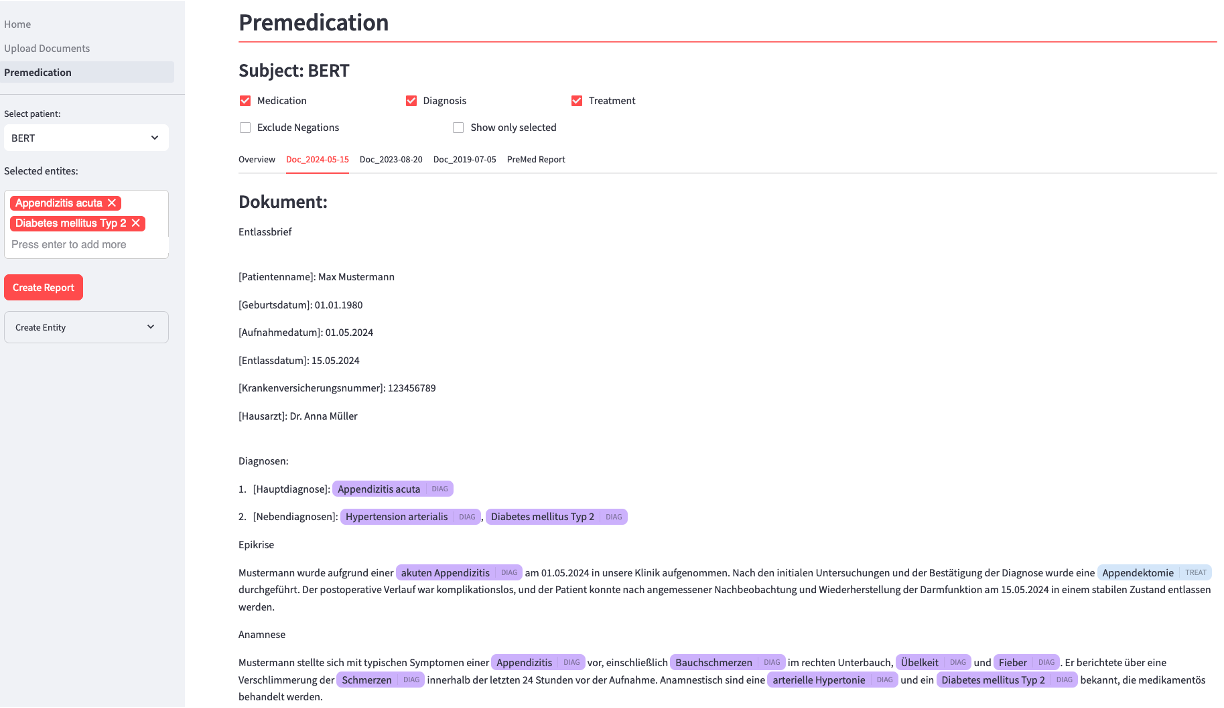 Home
Upload Documents
Premedication
Select patient:
BERT
Selected entites:
Appendizitis acuta ✕
Diabetes mellitus Typ 2 ✕
Press enter to add more
Create Report
Create Entity
Premedication
Subject: BERT
Medication Diagnosis Treatment
Exclude Negations Show only selected
Overview Doc_2024-05-15 Doc_2023-08-20 Doc_2019-07-05 PreMed Report
Dokument:
Entlassbrief
[Patientenname]: Max Mustermann
[Geburtsdatum]: 01.01.1980
[Aufnahmedatum]: 01.05.2024
[Entlassdatum]: 15.05.2024
[Krankenversicherungsnummer]: 123456789
[Hausarzt]: Dr. Anna Müller
Diagnosen:
1. [Hauptdiagnose]: Appendizitis acuta DIAG
2. [Nebendiagnosen]: Hypertension arterialis DIAG , Diabetes mellitus Typ 2 DIAG
Epikrise
Mustermann wurde aufgrund einer akuten Appendizitis DIAG am 01.05.2024 in unsere Klinik aufgenommen. Nach den initialen Untersuchungen und der Bestätigung der Diagnose wurde eine Appendektomie TREAT
durchgeführt. Der postoperative Verlauf war komplikationslos, und der Patient konnte nach angemessener Nachbeobachtung und Wiederherstellung der Darmfunktion am 15.05.2024 in einem stabilen Zustand entlassen
werden.
Anamnese
Mustermann stellte sich mit typischen Symptomen einer Appendizitis DIAG vor, einschließlich Bauchschmerzen DIAG im rechten Unterbauch, Übelkeit DIAG und Fieber DIAG . Er berichtete über eine
Verschlimmerung der Schmerzen DIAG innerhalb der letzten 24 Stunden vor der Aufnahme. Anamnestisch sind eine arterielle Hypertonie DIAG und ein Diabetes mellitus Typ 2 DIAG bekannt, die medikamentös
behandelt werden.